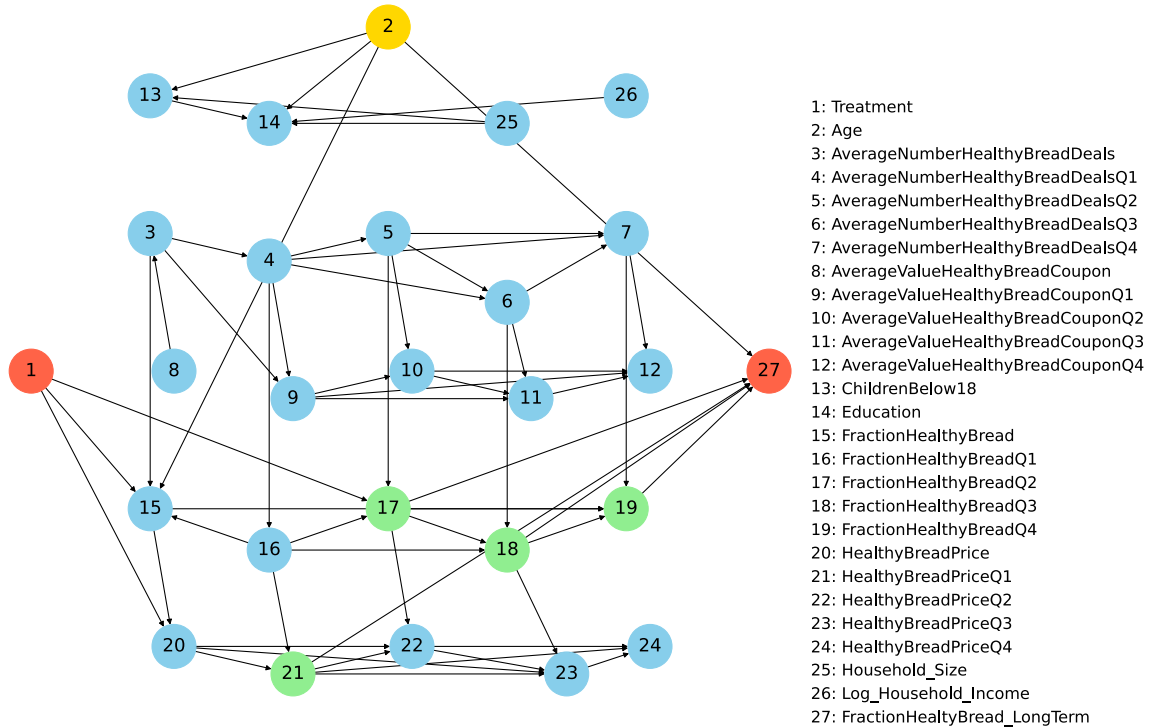 2
13
26
14
25
3
5
7
4
6
1
8
10
12
27
9
11
15
17
19
16
18
20
22
24
21
23
1: Treatment
2: Age
3: AverageNumberHealthyBreadDeals
4: AverageNumberHealthyBreadDealsQ1
5: AverageNumberHealthyBreadDealsQ2
6: AverageNumberHealthyBreadDealsQ3
7: AverageNumberHealthyBreadDealsQ4
8: AverageValueHealthyBreadCoupon
9: AverageValueHealthyBreadCouponQ1
10: AverageValueHealthyBreadCouponQ2
11: AverageValueHealthyBreadCouponQ3
12: AverageValueHealthyBreadCouponQ4
13: ChildrenBelow18
14: Education
15: FractionHealthyBread
16: FractionHealthyBreadQ1
17: FractionHealthyBreadQ2
18: FractionHealthyBreadQ3
19: FractionHealthyBreadQ4
20: HealthyBreadPrice
21: HealthyBreadPriceQ1
22: HealthyBreadPriceQ2
23: HealthyBreadPriceQ3
24: HealthyBreadPriceQ4
25: Household_Size
26: Log_Household_Income
27: FractionHealtyBread_LongTerm